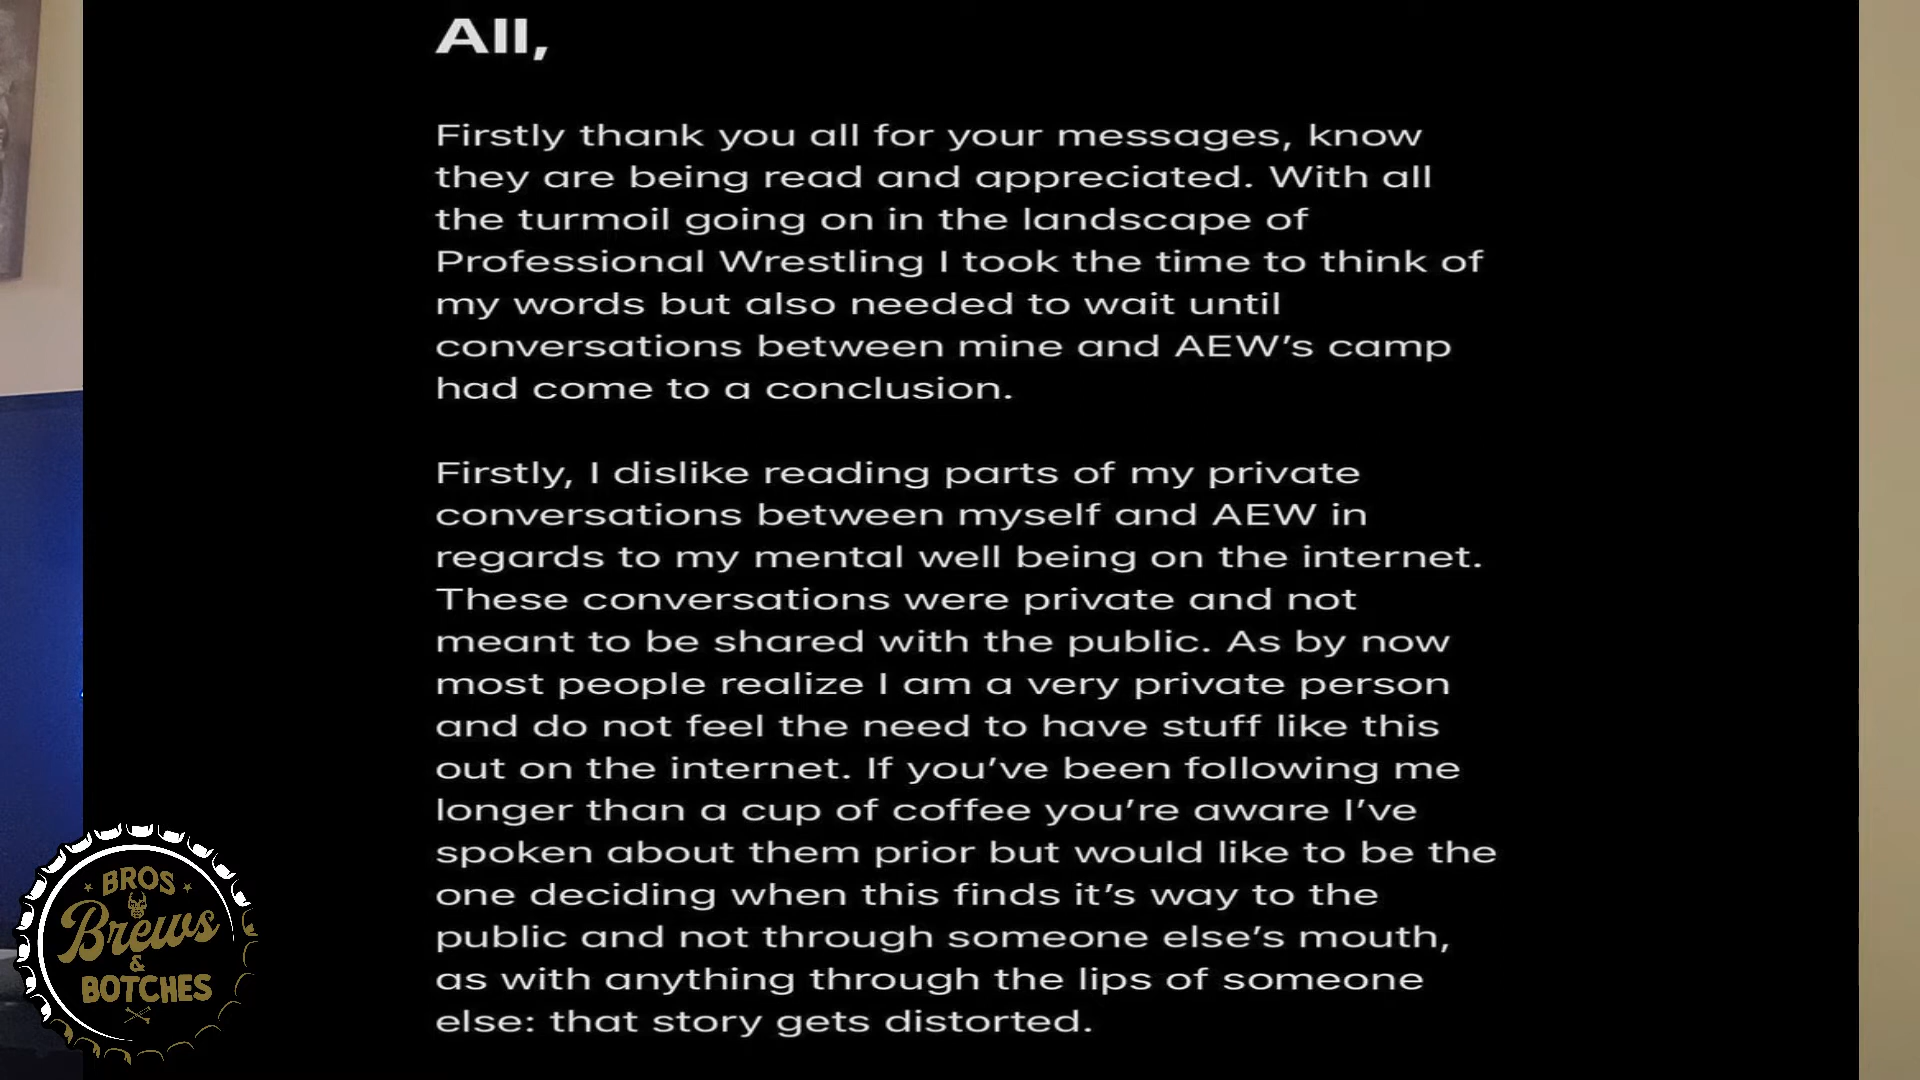 All,
Firstly thank you all for your messages, know
they are being read and appreciated. With all
the turmoil going on in the landscape of
Professional Wrestling I took the time to think of
my words but also needed to wait until
conversations between mine and AEW’s camp
had come to a conclusion.
Firstly, I dislike reading parts of my private
conversations between myself and AEW in
regards to my mental well being on the internet.
These conversations were private and not
meant to be shared with the public. As by now
most people realize I am a very private person
and do not feel the need to have stuff like this
out on the internet. If you’ve been following me
longer than a cup of coffee you’re aware I’ve
spoken about them prior but would like to be the
one deciding when this finds it’s way to the
public and not through someone else’s mouth,
as with anything through the lips of someone
else: that story gets distorted.
BROS
Brews
&
BOTCHES